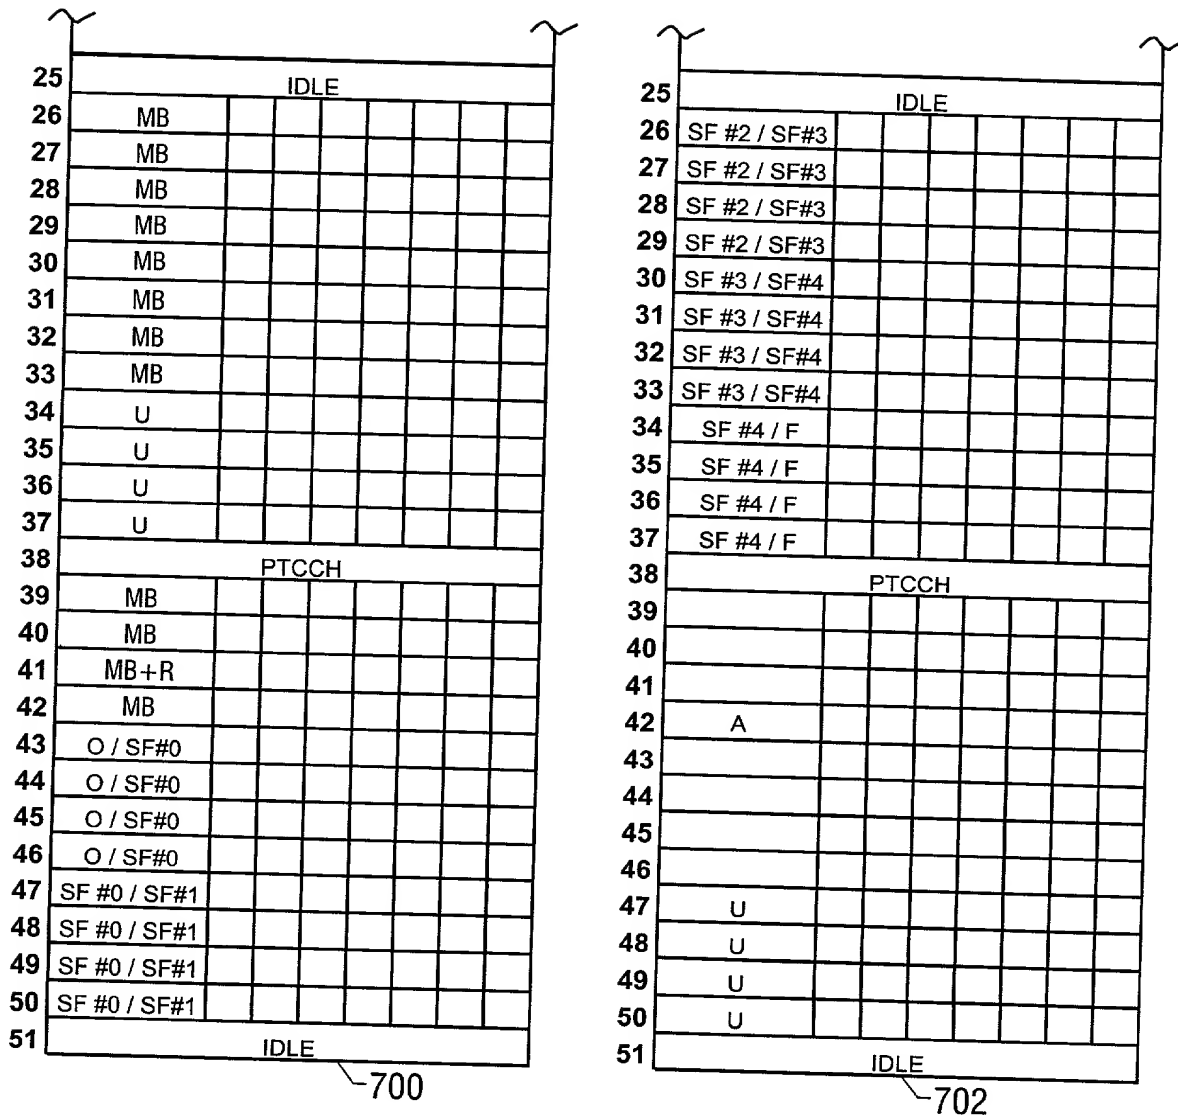 25 IDLE
26 MB
27 MB
28 MB
29 MB
30 MB
31 MB
32 MB
33 MB
34 U
35 U
36 U
37 U
38 PTCCH
39 MB
40 MB
41 MB+R
42 MB
43 O / SF#0
44 O / SF#0
45 O / SF#0
46 O / SF#0
47 SF #0 / SF#1
48 SF #0 / SF#1
49 SF #0 / SF#1
50 SF #0 / SF#1
51 IDLE
700
25 IDLE
26 SF #2 / SF#3
27 SF #2 / SF#3
28 SF #2 / SF#3
29 SF #2 / SF#3
30 SF #3 / SF#4
31 SF #3 / SF#4
32 SF #3 / SF#4
33 SF #3 / SF#4
34 SF #4 / F
35 SF #4 / F
36 SF #4 / F
37 SF #4 / F
38 PTCCH
39
40
41
42 A
43
44
45
46
47 U
48 U
49 U
50 U
51 IDLE
702